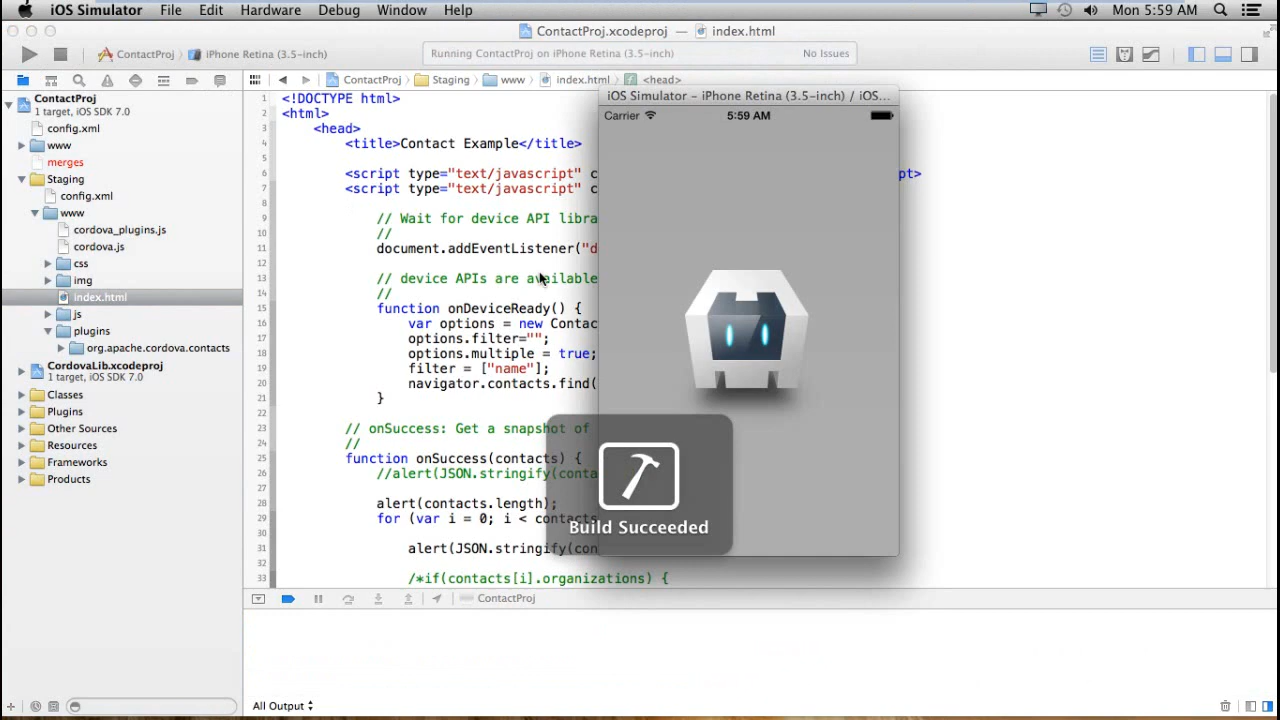 iOS Simulator File Edit Hardware Debug Window Help Mon 5:59 AM
ContactProj.xcodeproj — index.html
ContactProj iPhone Retina (3.5-inch) Running ContactProj on iPhone Retina (3.5-inch) No Issues
ContactProj Staging www index.html <head>
ContactProj
1 target, iOS SDK 7.0
config.xml
www
merges
Staging
config.xml
www
cordova_plugins.js
cordova.js
css
img
index.html
js
plugins
org.apache.cordova.contacts
CordovaLib.xcodeproj
1 target, iOS SDK 7.0
Classes
Plugins
Other Sources
Resources
Frameworks
Products
1 <!DOCTYPE html>
2 <html>
3 <head>
4 <title>Contact Example</title>
5
6 <script type="text/javascript" c pt>
7 <script type="text/javascript" c
8
9 // Wait for device API libra
10 //
11 document.addEventListener("d
12
13 // device APIs are available
14 //
15 function onDeviceReady() {
16 var options = new Contac
17 options.filter="";
18 options.multiple = true;
19 filter = ["name"];
20 navigator.contacts.find(
21 }
22
23 // onSuccess: Get a snapshot of
24 //
25 function onSuccess(contacts) {
26 //alert(JSON.stringify(conta
27
28 alert(contacts.length);
29 for (var i = 0; i < contacts
30
31 alert(JSON.stringify(con
32
33 /*if(contacts[i].organizations) {
iOS Simulator - iPhone Retina (3.5-inch) / iOS...
Carrier 5:59 AM
Build Succeeded
ContactProj
All Output